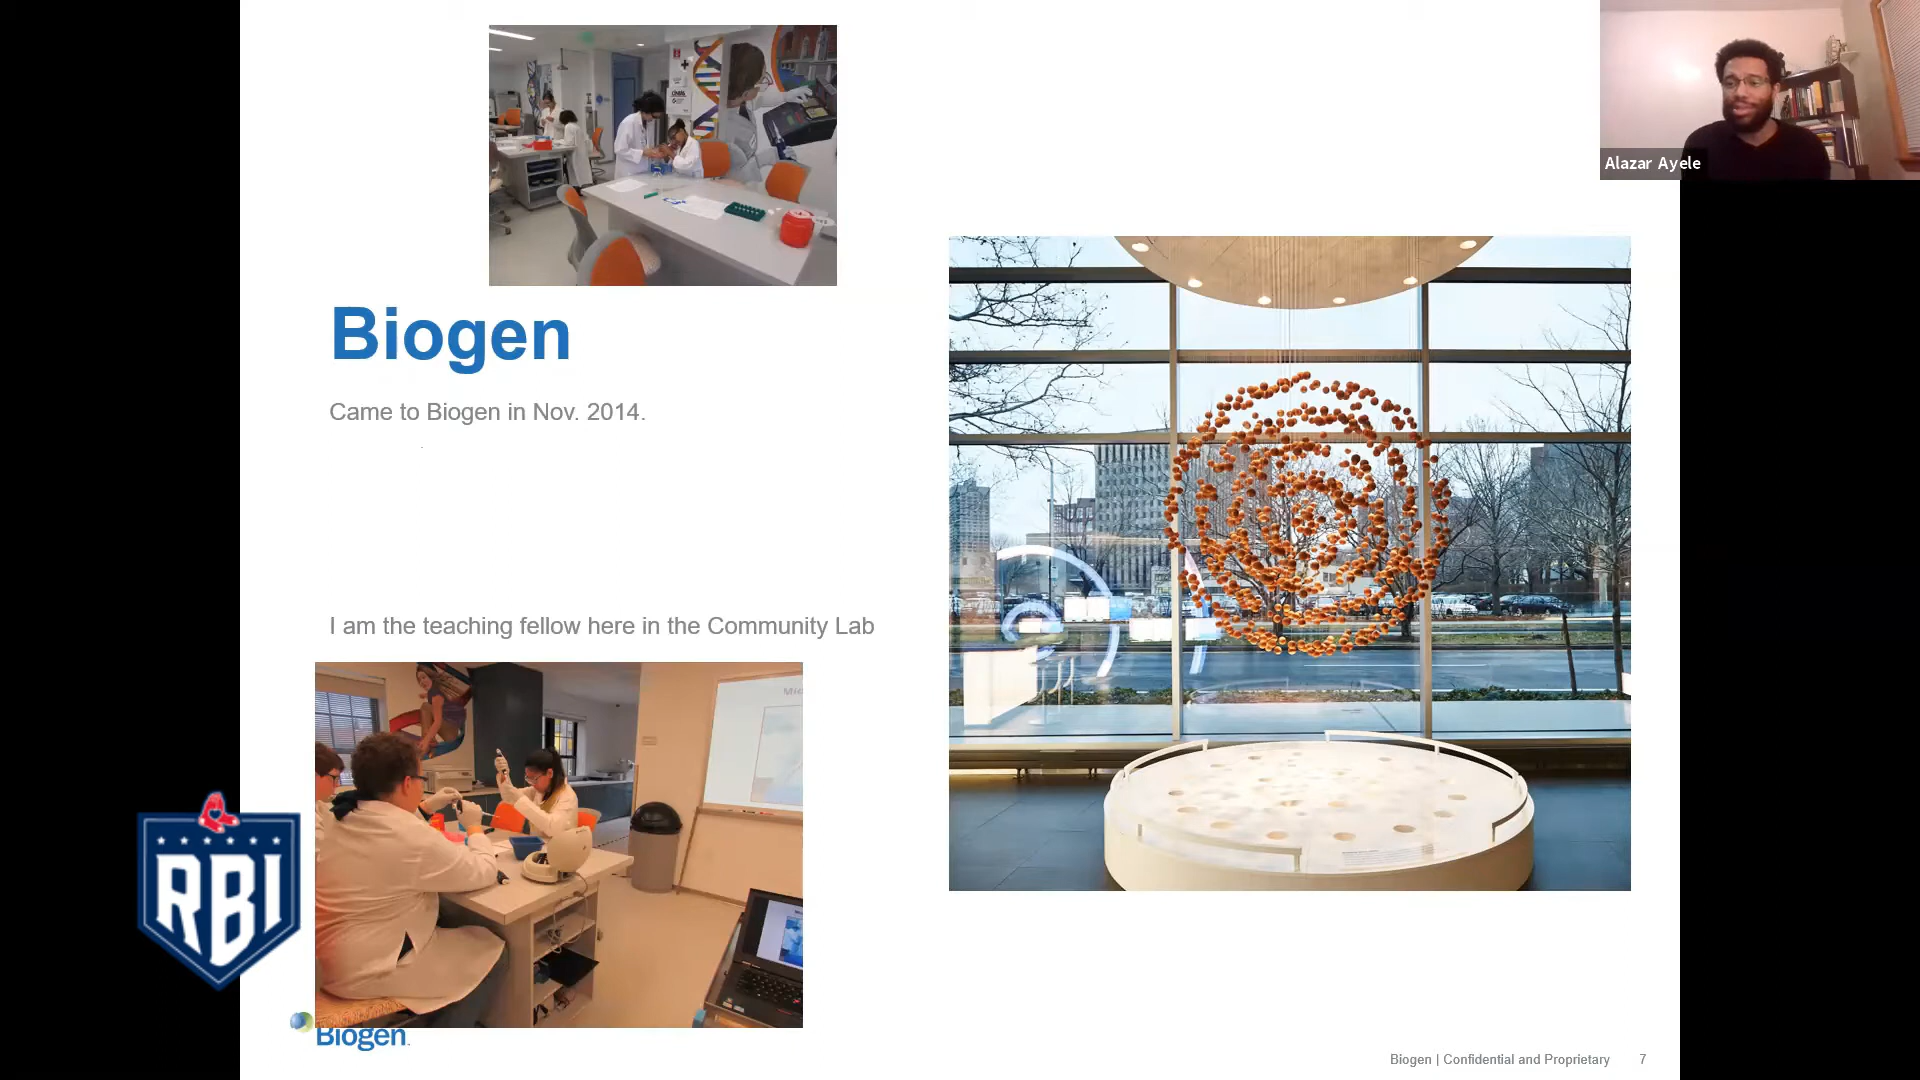 Alazar Ayele
Biogen
Came to Biogen in Nov. 2014.
I am the teaching fellow here in the Community Lab
RBI
Biogen
Biogen | Confidential and Proprietary 7